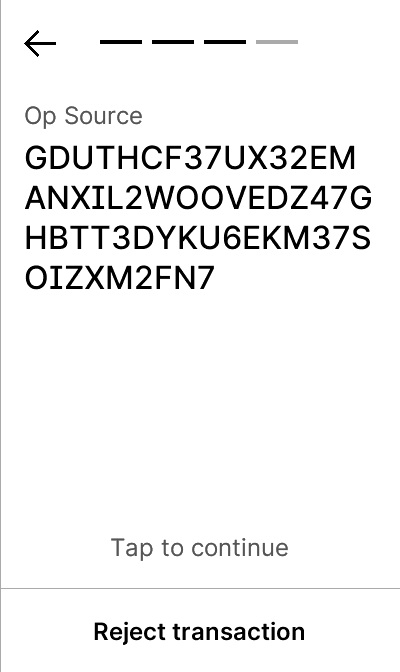 Op Source
GDUTHCF37UX32EM
ANXIL2WOOVEDZ47G
HBTT3DYKU6EKM37S
OIZXM2FN7
Tap to continue
Reject transaction